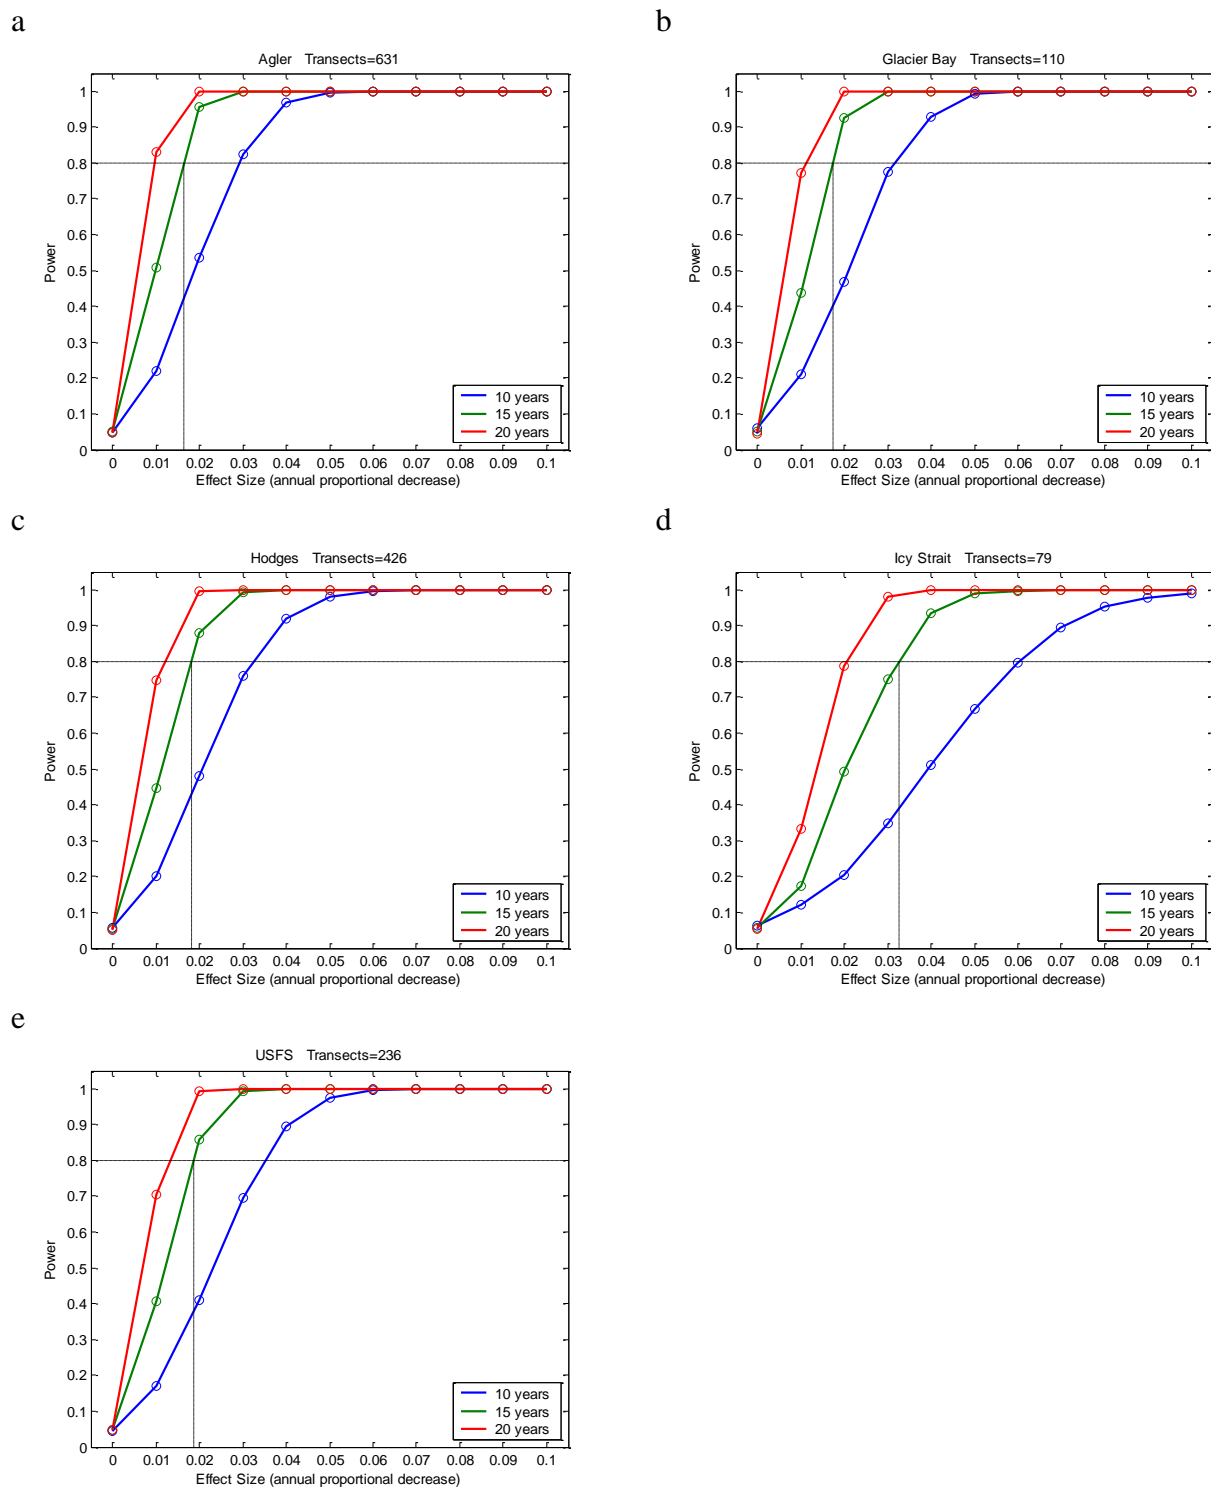 a
Agler Transects=631
1
0.9
0.8
0.7
0.6
0.5
0.4
0.3
0.2
0.1
0
Power
0 0.01 0.02 0.03 0.04 0.05 0.06 0.07 0.08 0.09 0.1
Effect Size (annual proportional decrease)
10 years
15 years
20 years
b
Glacier Bay Transects=110
1
0.9
0.8
0.7
0.6
0.5
0.4
0.3
0.2
0.1
0
Power
0 0.01 0.02 0.03 0.04 0.05 0.06 0.07 0.08 0.09 0.1
Effect Size (annual proportional decrease)
10 years
15 years
20 years
c
Hodges Transects=426
1
0.9
0.8
0.7
0.6
0.5
0.4
0.3
0.2
0.1
0
Power
0 0.01 0.02 0.03 0.04 0.05 0.06 0.07 0.08 0.09 0.1
Effect Size (annual proportional decrease)
10 years
15 years
20 years
d
Icy Strait Transects=79
1
0.9
0.8
0.7
0.6
0.5
0.4
0.3
0.2
0.1
0
Power
0 0.01 0.02 0.03 0.04 0.05 0.06 0.07 0.08 0.09 0.1
Effect Size (annual proportional decrease)
10 years
15 years
20 years
e
USFS Transects=236
1
0.9
0.8
0.7
0.6
0.5
0.4
0.3
0.2
0.1
0
Power
0 0.01 0.02 0.03 0.04 0.05 0.06 0.07 0.08 0.09 0.1
Effect Size (annual proportional decrease)
10 years
15 years
20 years